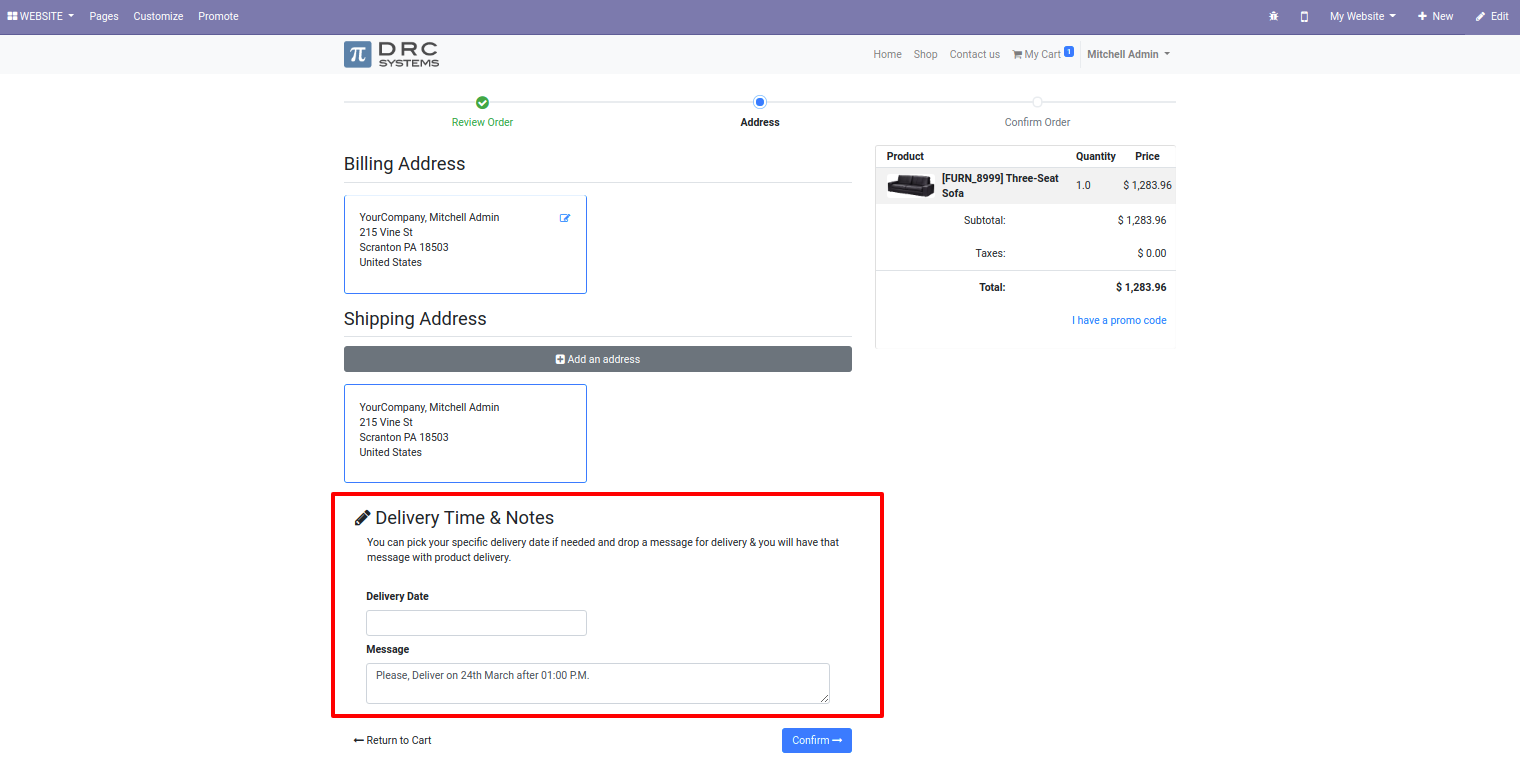 WEBSITE Pages Customize Promote My Website New Edit
π DRC SYSTEMS Home Shop Contact us My Cart 1 Mitchell Admin
Review Order Address Confirm Order
Billing Address
YourCompany, Mitchell Admin
215 Vine St
Scranton PA 18503
United States
Shipping Address
Add an address
YourCompany, Mitchell Admin
215 Vine St
Scranton PA 18503
United States
Delivery Time & Notes
You can pick your specific delivery date if needed and drop a message for delivery & you will have that
message with product delivery.
Delivery Date
Message
Please, Deliver on 24th March after 01:00 P.M.
Return to Cart Confirm
Product Quantity Price
[FURN_8999] Three-Seat
Sofa 1.0 $ 1,283.96
Subtotal: $ 1,283.96
Taxes: $ 0.00
Total: $ 1,283.96
I have a promo code